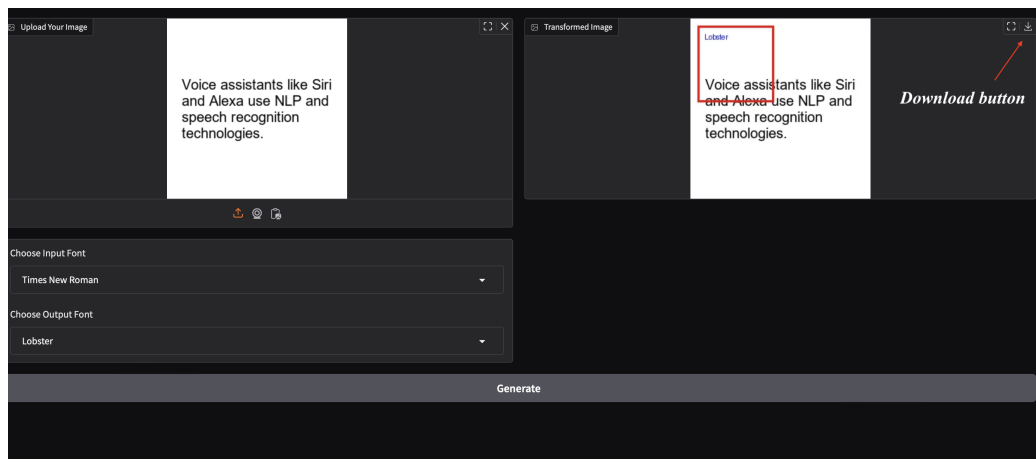 Upload Your Image
Voice assistants like Siri
and Alexa use NLP and
speech recognition
technologies.
Transformed Image
Lobster
Voice assistants like Siri
and Alexa use NLP and
speech recognition
technologies.
Download button
Choose Input Font
Times New Roman
Choose Output Font
Lobster
Generate